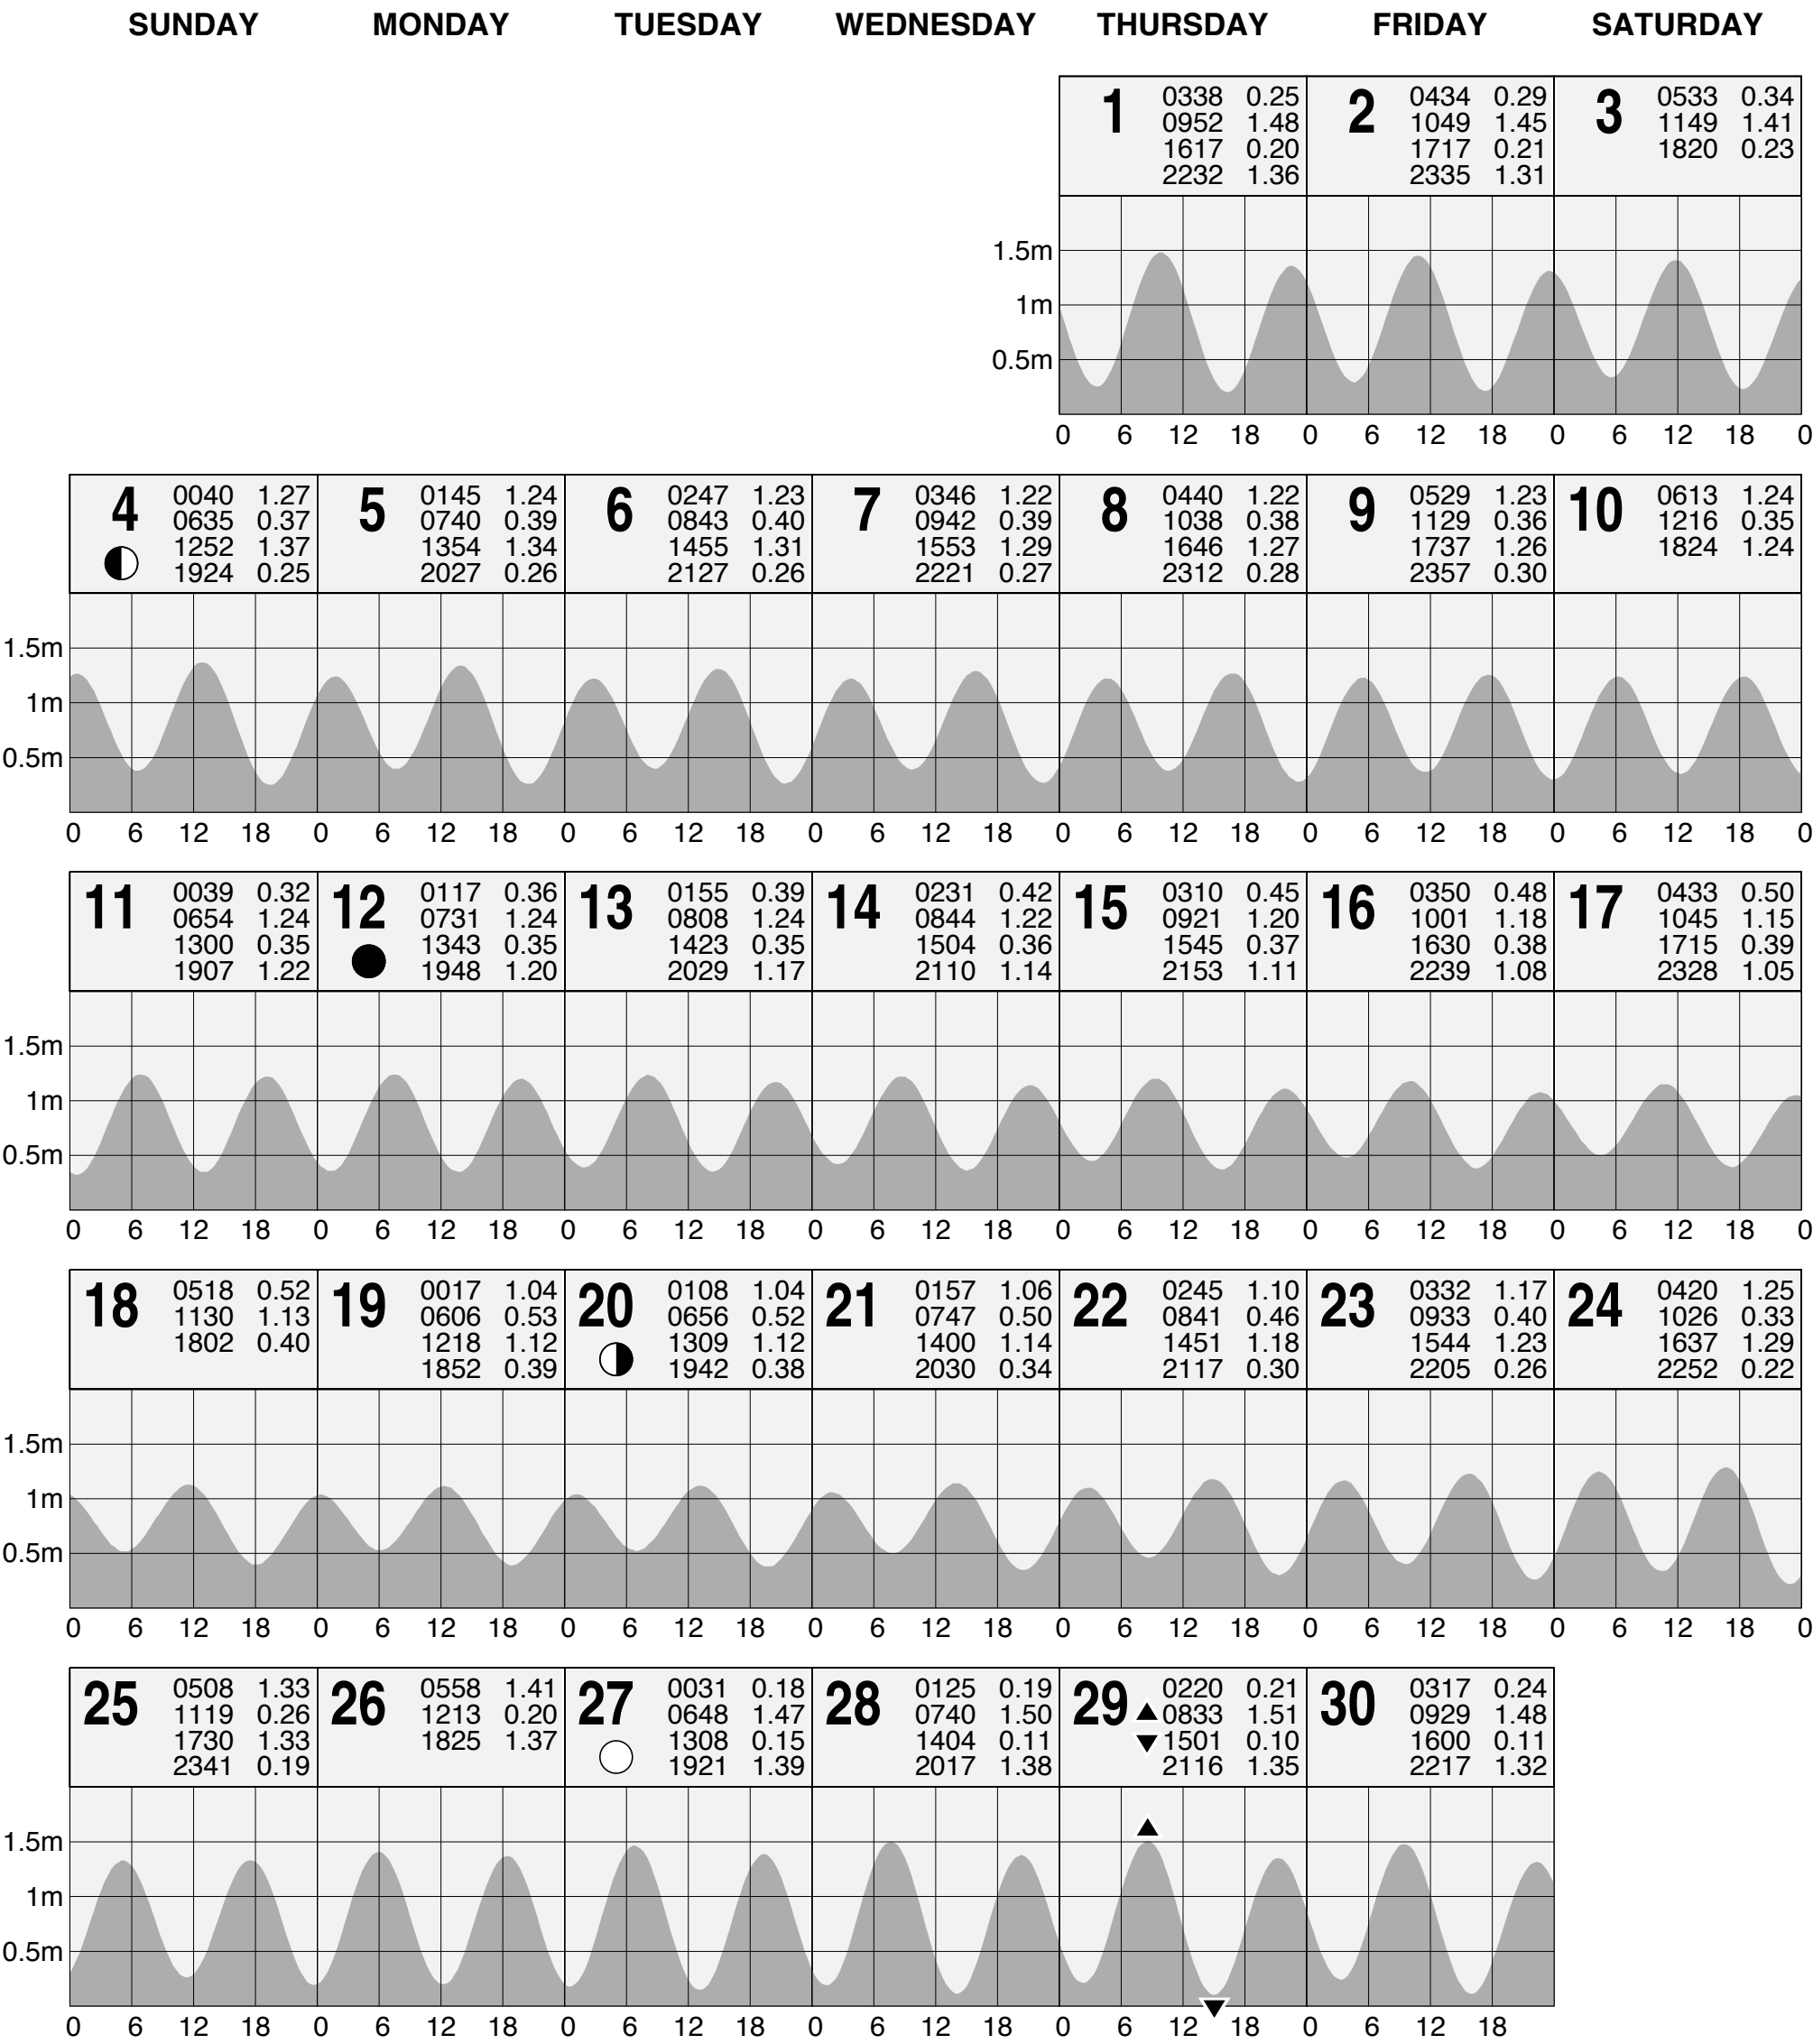 SUNDAY MONDAY TUESDAY WEDNESDAY THURSDAY FRIDAY SATURDAY
1 0338 0.25 2 0434 0.29 3 0533 0.34
0952 1.48 1049 1.45 1149 1.41
1617 0.20 1717 0.21 1820 0.23
2232 1.36 2335 1.31
1.5m
1m
0.5m
0 6 12 18 0 6 12 18 0 6 12 18 0
4 0040 1.27 5 0145 1.24 6 0247 1.23 7 0346 1.22 8 0440 1.22 9 0529 1.23 10 0613 1.24
0635 0.37 0740 0.39 0843 0.40 0942 0.39 1038 0.38 1129 0.36 1216 0.35
1252 1.37 1354 1.34 1455 1.31 1553 1.29 1646 1.27 1737 1.26 1824 1.24
1924 0.25 2027 0.26 2127 0.26 2221 0.27 2312 0.28 2357 0.30
1.5m
1m
0.5m
0 6 12 18 0 6 12 18 0 6 12 18 0 6 12 18 0 6 12 18 0 6 12 18 0 6 12 18 0
11 0039 0.32 12 0117 0.36 13 0155 0.39 14 0231 0.42 15 0310 0.45 16 0350 0.48 17 0433 0.50
0654 1.24 0731 1.24 0808 1.24 0844 1.22 0921 1.20 1001 1.18 1045 1.15
1300 0.35 1343 0.35 1423 0.35 1504 0.36 1545 0.37 1630 0.38 1715 0.39
1907 1.22 1948 1.20 2029 1.17 2110 1.14 2153 1.11 2239 1.08 2328 1.05
1.5m
1m
0.5m
0 6 12 18 0 6 12 18 0 6 12 18 0 6 12 18 0 6 12 18 0 6 12 18 0 6 12 18 0
18 0518 0.52 19 0017 1.04 20 0108 1.04 21 0157 1.06 22 0245 1.10 23 0332 1.17 24 0420 1.25
1130 1.13 0606 0.53 0656 0.52 0747 0.50 0841 0.46 0933 0.40 1026 0.33
1802 0.40 1218 1.12 1309 1.12 1400 1.14 1451 1.18 1544 1.23 1637 1.29
1852 0.39 1942 0.38 2030 0.34 2117 0.30 2205 0.26 2252 0.22
1.5m
1m
0.5m
0 6 12 18 0 6 12 18 0 6 12 18 0 6 12 18 0 6 12 18 0 6 12 18 0 6 12 18 0
25 0508 1.33 26 0558 1.41 27 0031 0.18 28 0125 0.19 29 0220 0.21 30 0317 0.24
1119 0.26 1213 0.20 0648 1.47 0740 1.50 0833 1.51 0929 1.48
1730 1.33 1825 1.37 1308 0.15 1404 0.11 1501 0.10 1600 0.11
2341 0.19 1921 1.39 2017 1.38 2116 1.35 2217 1.32
1.5m
1m
0.5m
0 6 12 18 0 6 12 18 0 6 12 18 0 6 12 18 0 6 12 18 0 6 12 18